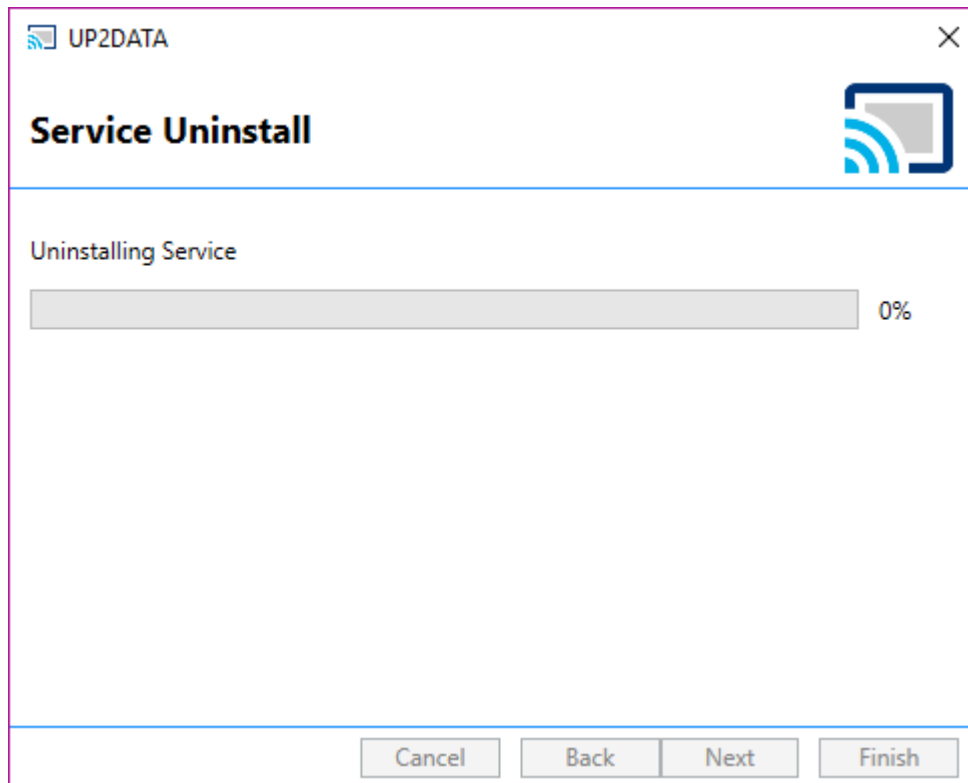 UP2DATA
Service Uninstall
Uninstalling Service
0%
Cancel Back Next Finish